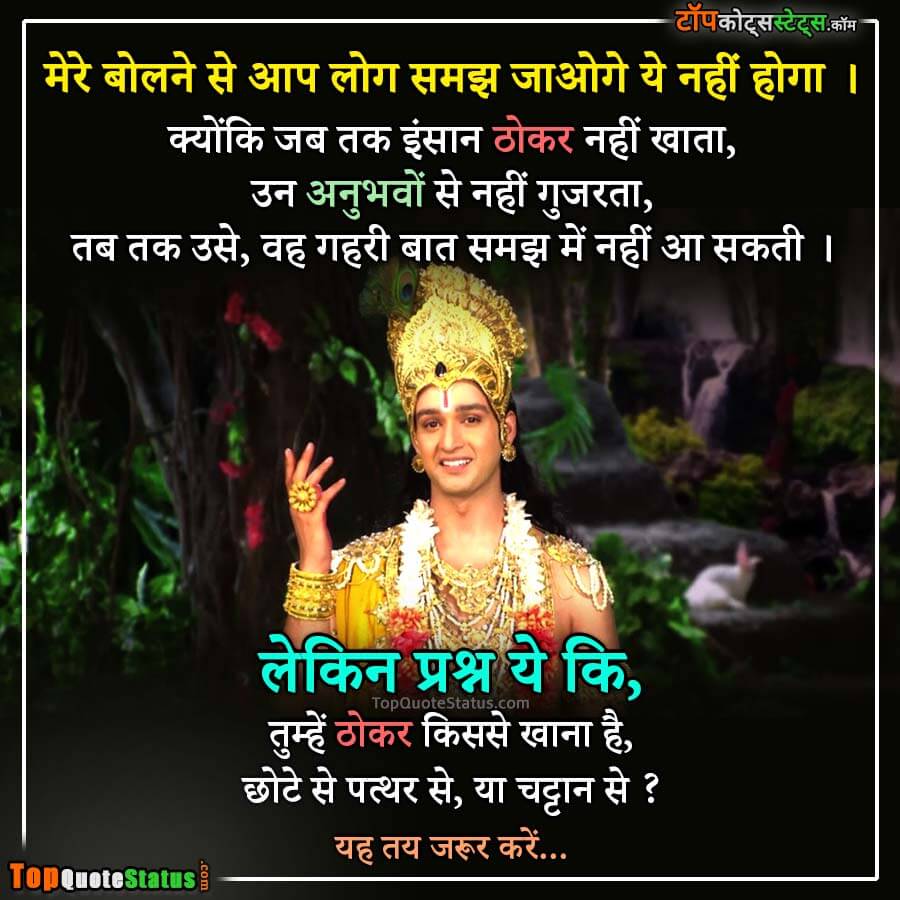 टॉपकोट्सस्टेट्स.कॉम
मेरे बोलने से आप लोग समझ जाओगे ये नहीं होगा ।
क्योंकि जब तक इंसान ठोकर नहीं खाता,
उन अनुभवों से नहीं गुजरता,
तब तक उसे, वह गहरी बात समझ में नहीं आ सकती ।
लेकिन प्रश्न ये कि,
TopQuoteStatus.com
तुम्हें ठोकर किससे खाना है,
छोटे से पत्थर से, या चट्टान से ?
यह तय जरूर करें...
TopQuoteStatus.com